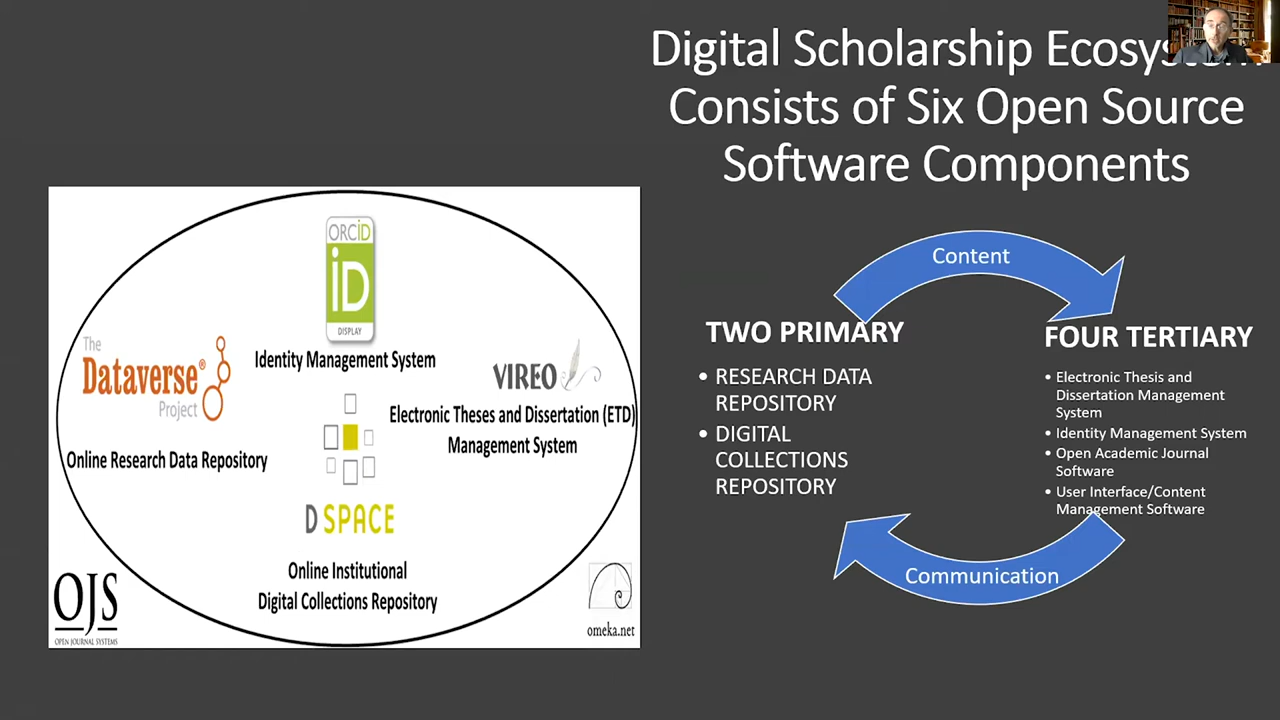 Digital Scholarship Ecosystem
Consists of Six Open Source
Software Components
ORCiD
iD
DISPLAY
Identity Management System
The
Dataverse®
Project
Online Research Data Repository
VIREO
Electronic Theses and Dissertation (ETD)
Management System
DSPACE
Online Institutional
Digital Collections Repository
OJS
OPEN JOURNAL SYSTEMS
omeka.net
Content
TWO PRIMARY
• RESEARCH DATA
REPOSITORY
• DIGITAL
COLLECTIONS
REPOSITORY
FOUR TERTIARY
• Electronic Thesis and
Dissertation Management
System
• Identity Management System
• Open Academic Journal
Software
• User Interface/Content
Management Software
Communication